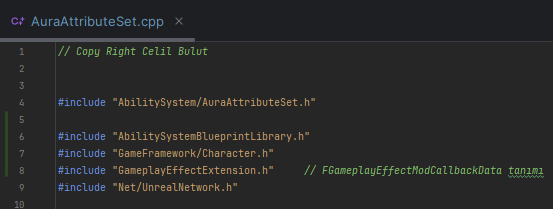 C++ AuraAttributeSet.cpp ×
1 // Copy Right Celil Bulut
2
3
4 #include "AbilitySystem/AuraAttributeSet.h"
5
6 #include "AbilitySystemBlueprintLibrary.h"
7 #include "GameFramework/Character.h"
8 #include "GameplayEffectExtension.h" // FGameplayEffectModCallbackData tanımı
9 #include "Net/UnrealNetwork.h"
10